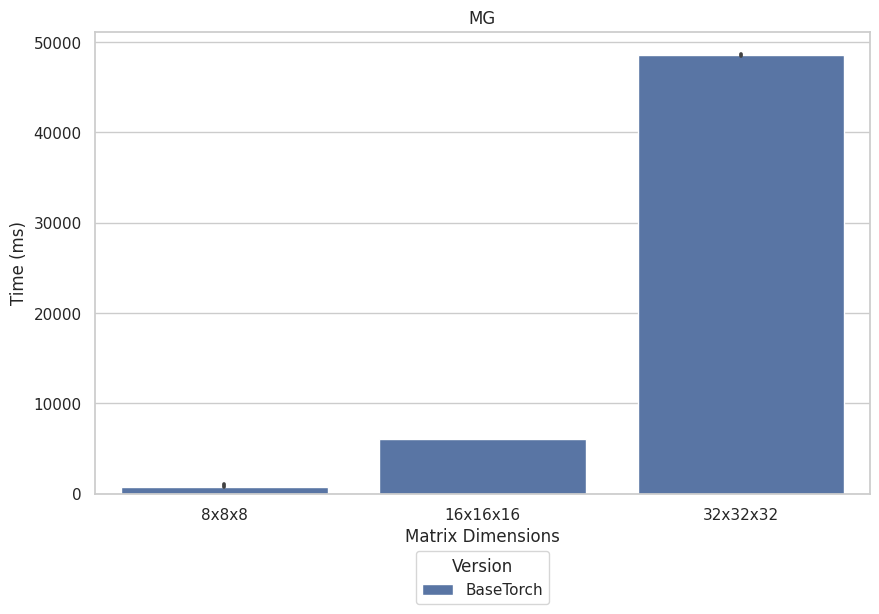 MG
50000
40000
30000
20000
10000
0
Time (ms)
8x8x8 16x16x16 32x32x32
Matrix Dimensions
Version
BaseTorch